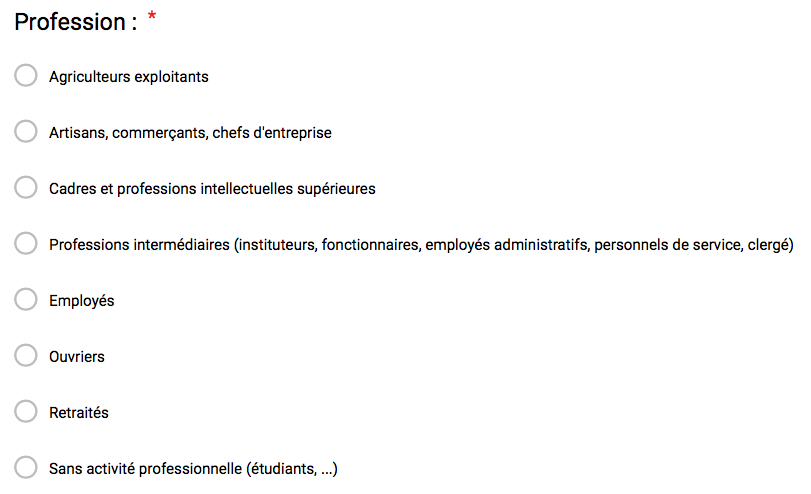 Profession : *
Agriculteurs exploitants
Artisans, commerçants, chefs d'entreprise
Cadres et professions intellectuelles supérieures
Professions intermédiaires (instituteurs, fonctionnaires, employés administratifs, personnels de service, clergé)
Employés
Ouvriers
Retraités
Sans activité professionnelle (étudiants, ...)